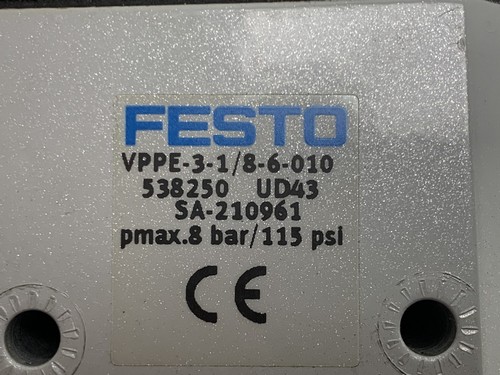 FESTO
VPPE-3-1/8-6-010
538250 UD43
SA-210961
pmax.8 bar/115 psi
CE